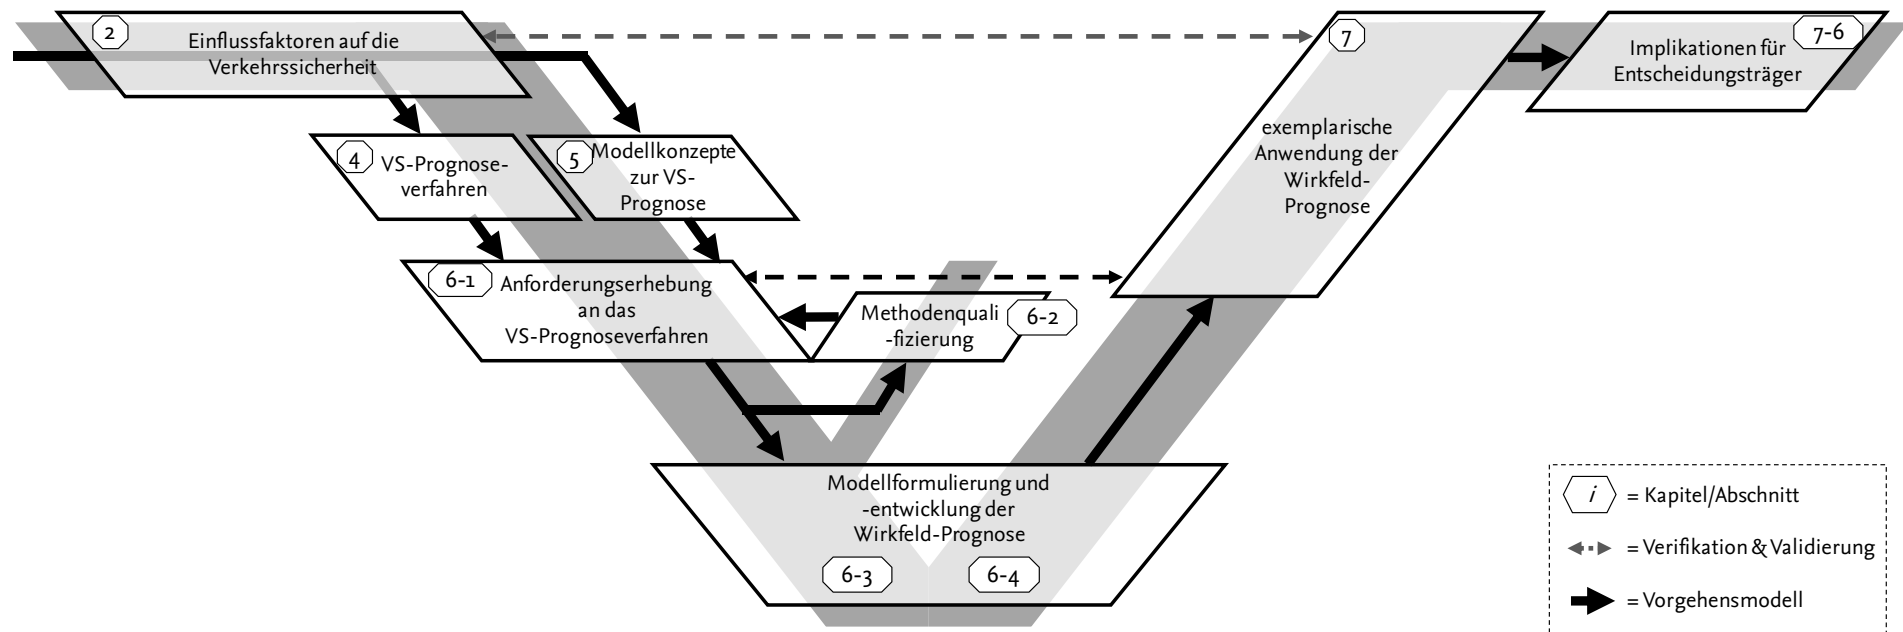 2
Einflussfaktoren auf die
Verkehrssicherheit
7
7-6
Implikationen für
Entscheidungsträger
4
VS-Prognose-
verfahren
5
Modellkonzepte
zur VS-
Prognose
exemplarische
Anwendung der
Wirkfeld-
Prognose
6-1
Anforderungserhebung
an das
VS-Prognoseverfahren
Methodenquali
-fizierung
6-2
Modellformulierung und
-entwicklung der
Wirkfeld-Prognose
6-3
6-4
i = Kapitel/Abschnitt
= Verifikation & Validierung
= Vorgehensmodell